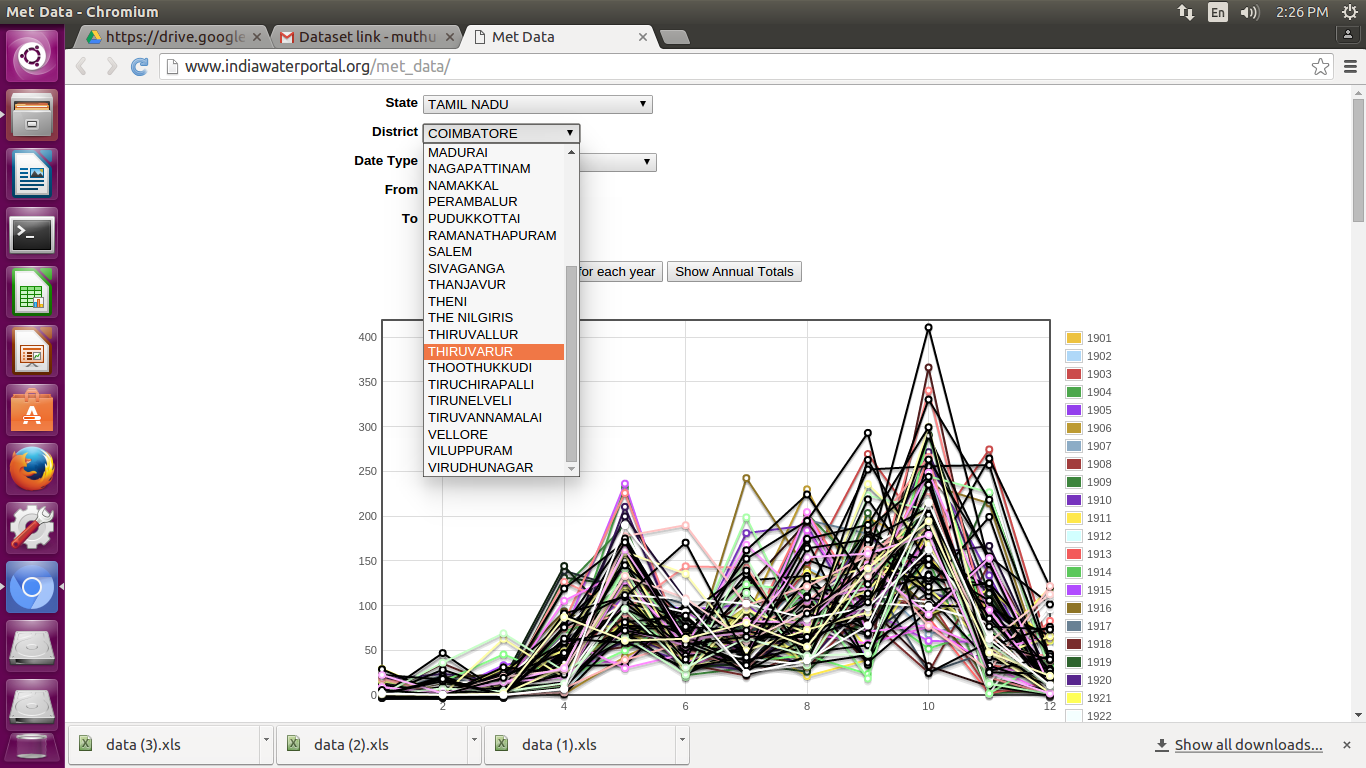 Met Data - Chromium
En
2:26 PM
https://drive.google
Dataset link - muthu
Met Data
www.indiawaterportal.org/met_data/
State TAMIL NADU
District COIMBATORE
Date Type
From
To
MADURAI
NAGAPATTINAM
NAMAKKAL
PERAMBALUR
PUDUKKOTTAI
RAMANATHAPURAM
SALEM
SIVAGANGA
THANJAVUR
THENI
THE NILGIRIS
THIRUVALLUR
THIRUVARUR
THOOTHUKKUDI
TIRUCHIRAPALLI
TIRUNELVELI
TIRUVANNAMALAI
VELLORE
VILUPPURAM
VIRUDHUNAGAR
for each year
Show Annual Totals
400
350
300
250
200
150
100
50
0
2 4 6 8 10 12
1901
1902
1903
1904
1905
1906
1907
1908
1909
1910
1911
1912
1913
1914
1915
1916
1917
1918
1919
1920
1921
1922
data (3).xls
data (2).xls
data (1).xls
Show all downloads...